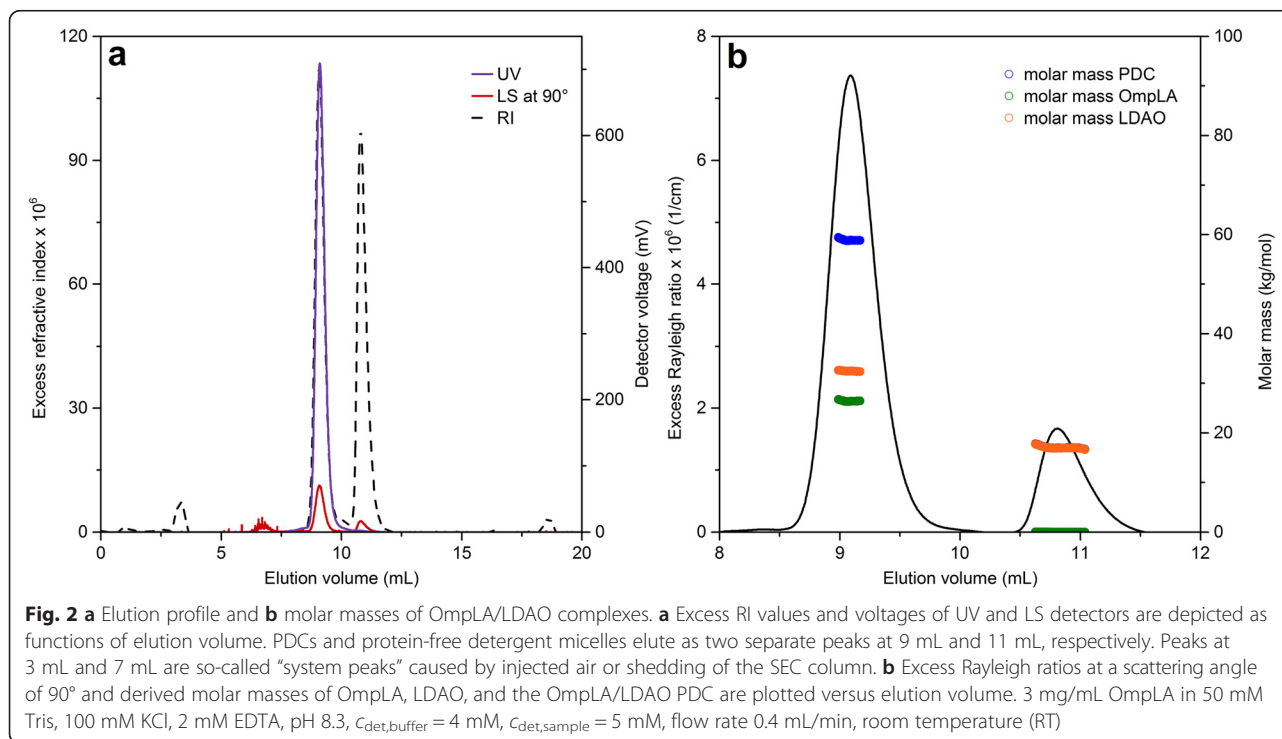 a
UV
LS at 90°
RI
Excess refractive index x 10⁶
120
90
60
30
0
Detector voltage (mV)
600
400
200
0
0 5 10 15 20
Elution volume (mL)
b
molar mass PDC
molar mass OmpLA
molar mass LDAO
Excess Rayleigh ratio x 10⁶ (1/cm)
8
7
6
5
4
3
2
1
0
Molar mass (kg/mol)
100
80
60
40
20
0
8 9 10 11 12
Elution volume (mL)
Fig. 2 a Elution profile and b molar masses of OmpLA/LDAO complexes. a Excess RI values and voltages of UV and LS detectors are depicted as
functions of elution volume. PDCs and protein-free detergent micelles elute as two separate peaks at 9 mL and 11 mL, respectively. Peaks at
3 mL and 7 mL are so-called “system peaks” caused by injected air or shedding of the SEC column. b Excess Rayleigh ratios at a scattering angle
of 90° and derived molar masses of OmpLA, LDAO, and the OmpLA/LDAO PDC are plotted versus elution volume. 3 mg/mL OmpLA in 50 mM
Tris, 100 mM KCl, 2 mM EDTA, pH 8.3, c_det,buffer = 4 mM, c_det,sample = 5 mM, flow rate 0.4 mL/min, room temperature (RT)